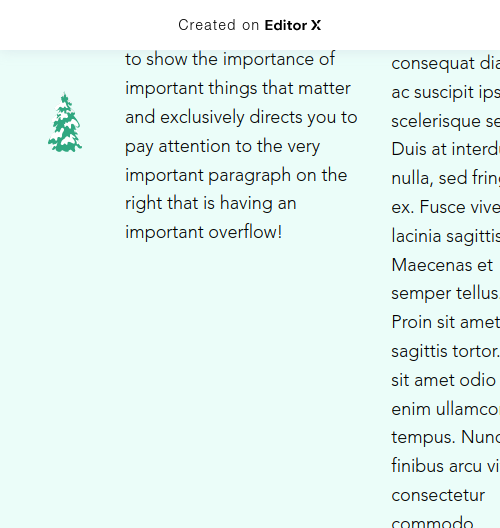 Created on Editor X
to show the importance of
important things that matter
and exclusively directs you to
pay attention to the very
important paragraph on the
right that is having an
important overflow!
consequat dia
ac suscipit ips
scelerisque se
Duis at interd
nulla, sed fring
ex. Fusce vive
lacinia sagittis
Maecenas et
semper tellus.
Proin sit amet
sagittis tortor.
sit amet odio
enim ullamco
tempus. Nunc
finibus arcu vi
consectetur
commodo